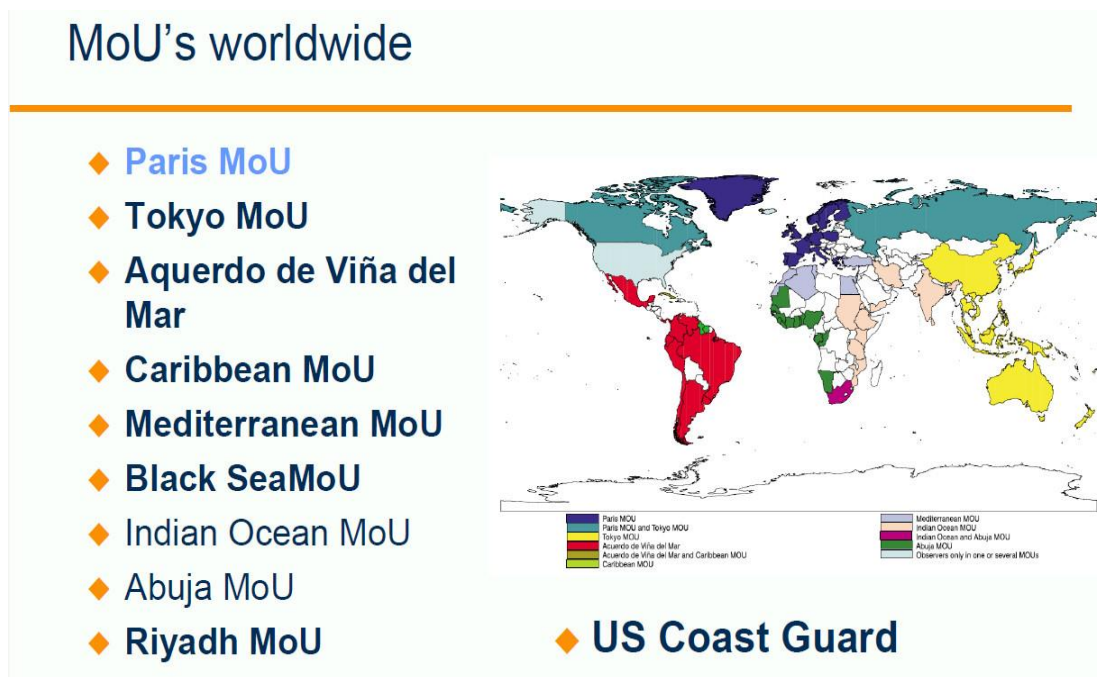 MoU's worldwide
Paris MoU
Tokyo MoU
Aquerdo de Viña del
Mar
Caribbean MoU
Mediterranean MoU
Black SeaMoU
Indian Ocean MoU
Abuja MoU
Riyadh MoU
Paris MOU
Paris MOU and Tokyo MOU
Tokyo MOU
Acuerdo de Viña del Mar
Acuerdo de Viña del Mar and Caribbean MOU
Caribbean MOU
Mediterranean MOU
Indian Ocean MOU
Indian Ocean and Abuja MOU
Abuja MOU
Observers only in one or several MOUs
US Coast Guard